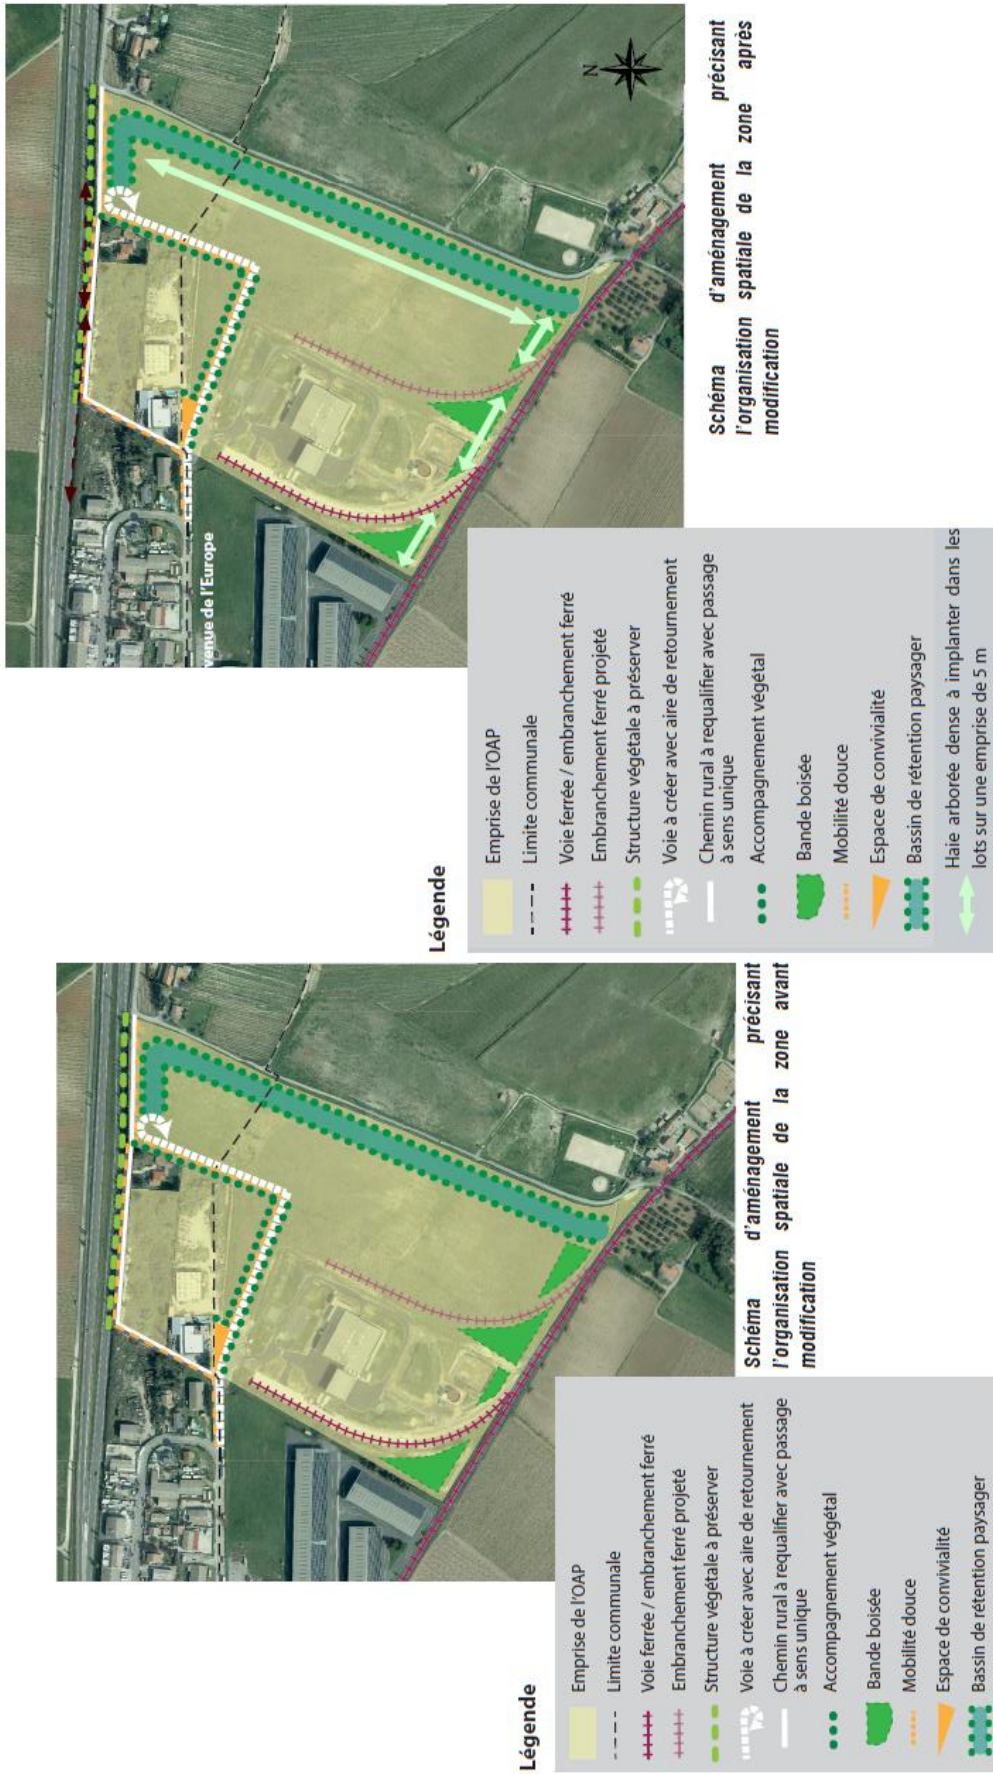 Légende
Emprise de l'OAP
Limite communale
Voie ferrée / embranchement ferré
Embranchement ferré projeté
Structure végétale à préserver
Voie à créer avec aire de retournement
Chemin rural à requalifier avec passage
à sens unique
Accompagnement végétal
Bande boisée
Mobilité douce
Espace de convivialité
Bassin de rétention paysager
Schéma d'aménagement précisant
l'organisation spatiale de la zone avant
modification
venue de l'Europe
N
Légende
Emprise de l'OAP
Limite communale
Voie ferrée / embranchement ferré
Embranchement ferré projeté
Structure végétale à préserver
Voie à créer avec aire de retournement
Chemin rural à requalifier avec passage
à sens unique
Accompagnement végétal
Bande boisée
Mobilité douce
Espace de convivialité
Bassin de rétention paysager
Haie arborée dense à implanter dans les
lots sur une emprise de 5 m
Schéma d'aménagement précisant
l'organisation spatiale de la zone après
modification